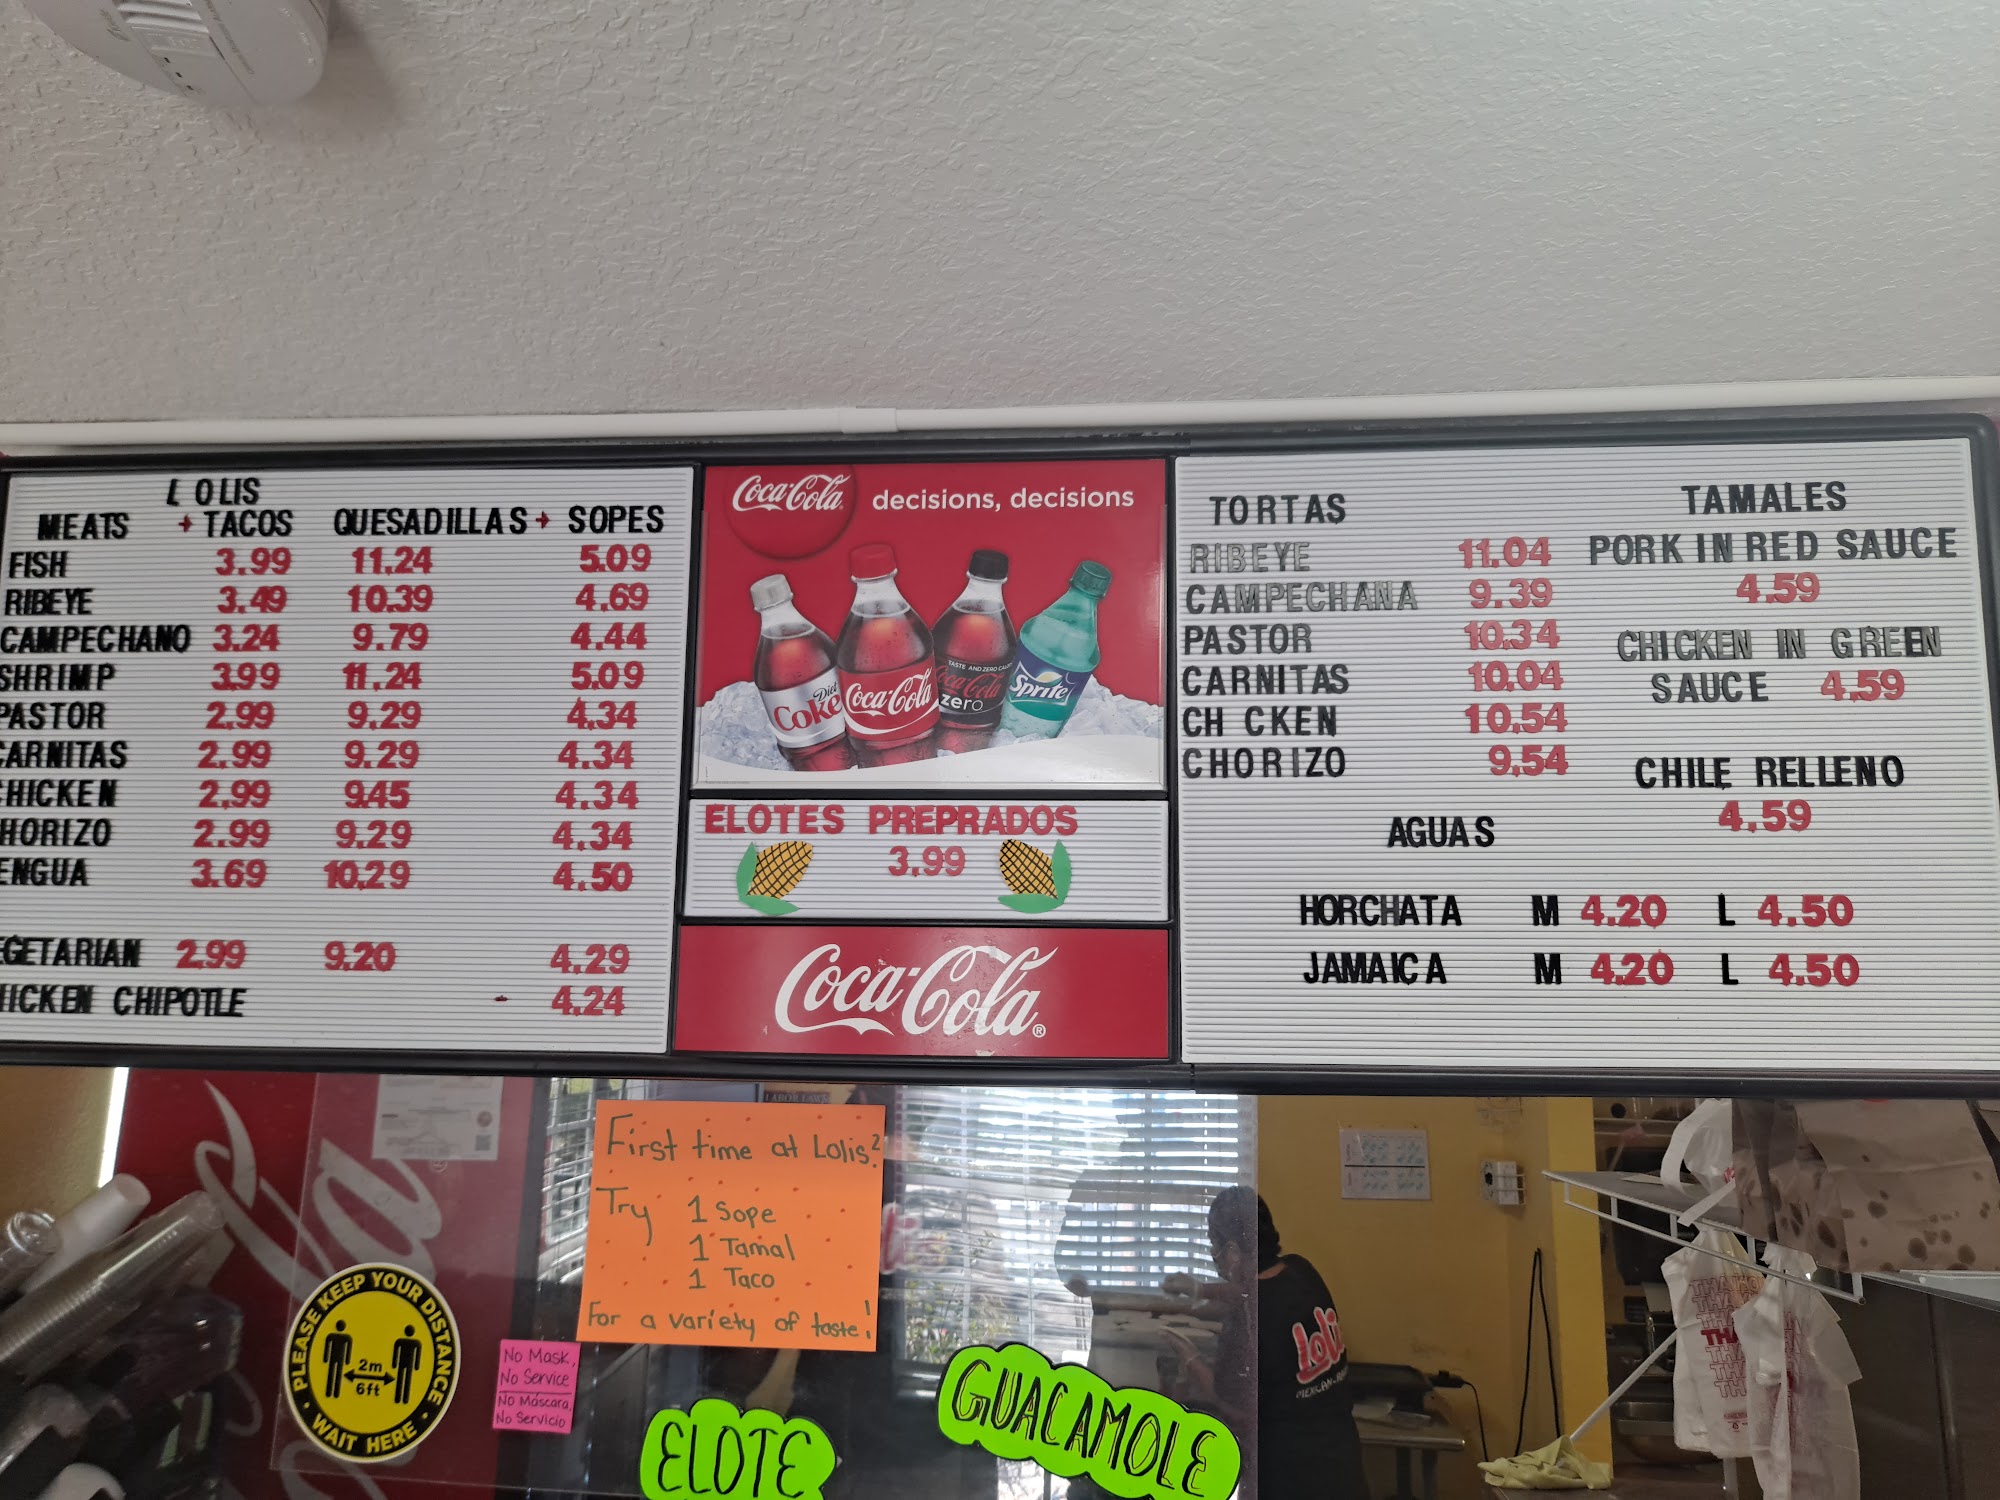 LOLIS
MEATS → TACOS QUESADILLAS → SOPES
FISH 3.99 11.24 5.09
RIBEYE 3.49 10.39 4.69
CAMPECHANO 3.24 9.79 4.44
SHRIMP 3.99 11.24 5.09
PASTOR 2.99 9.29 4.34
CARNITAS 2.99 9.29 4.34
CHICKEN 2.99 9.45 4.34
HORIZO 2.99 9.29 4.34
ENGUA 3.69 10.29 4.50
EGETARIAN 2.99 9.20 4.29
HICKEN CHIPOTLE - 4.24
Coca-Cola decisions, decisions
Diet
Coke
Coca-Cola
TASTE AND ZERO
Coca-Cola
zero
Sprite
ELOTES PREPRADOS
3.99
Coca-Cola®
TORTAS
RIBEYE 11.04
CAMPECHANA 9.39
PASTOR 10.34
CARNITAS 10.04
CH CKEN 10.54
CHORIZO 9.54
TAMALES
PORK IN RED SAUCE
4.59
CHICKEN IN GREEN
SAUCE 4.59
CHILE RELLENO
4.59
AGUAS
HORCHATA M 4.20 L 4.50
JAMAICA M 4.20 L 4.50
First time at Lolis?
Try 1 Sope
1 Tamal
1 Taco
For a variety of taste!
PLEASE KEEP YOUR DISTANCE
2m
6ft
WAIT HERE
No Mask,
No Service
No Máscara,
No Servicio
ELOTE
GUACAMOLE
Loli
MEXICAN